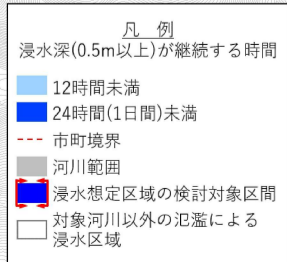 凡 例
浸水深(0.5m以上)が継続する時間
12時間未満
24時間(1日間)未満
市町境界
河川範囲
浸水想定区域の検討対象区間
対象河川以外の氾濫による
浸水区域